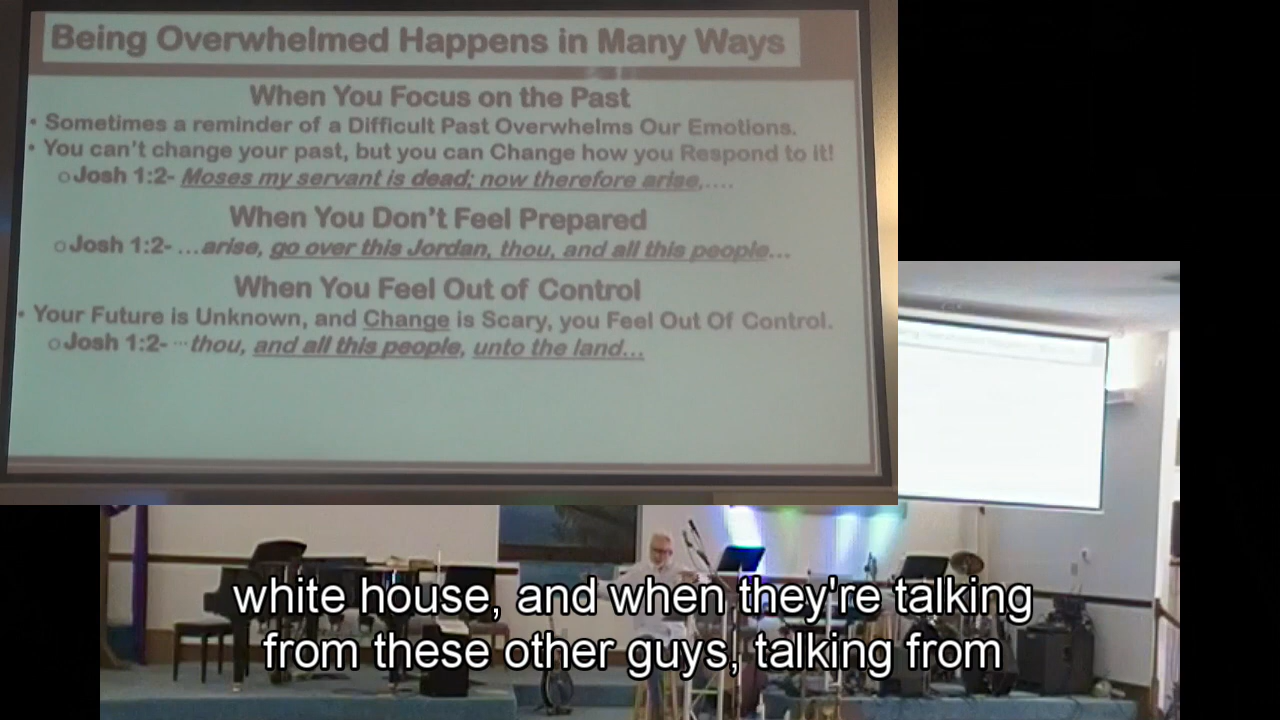 Being Overwhelmed Happens in Many Ways
When You Focus on the Past
• Sometimes a reminder of a Difficult Past Overwhelms Our Emotions.
• You can't change your past, but you can Change how you Respond to it!
oJosh 1:2- Moses my servant is dead; now therefore arise,....
When You Don't Feel Prepared
oJosh 1:2- ...arise, go over this Jordan, thou, and all this people...
When You Feel Out of Control
• Your Future is Unknown, and Change is Scary, you Feel Out Of Control.
oJosh 1:2- ...thou, and all this people, unto the land...
white house, and when they're talking
from these other guys, talking from